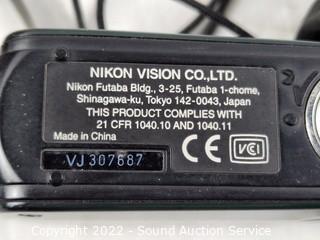 NIKON VISION CO.,LTD.
Nikon Futaba Bldg., 3-25, Futaba 1-chome,
Shinagawa-ku, Tokyo 142-0043, Japan
THIS PRODUCT COMPLIES WITH
21 CFR 1040.10 AND 1040.11
Made in China
VJ307687
CE
VCCI
Copyright 2022 - Sound Auction Service